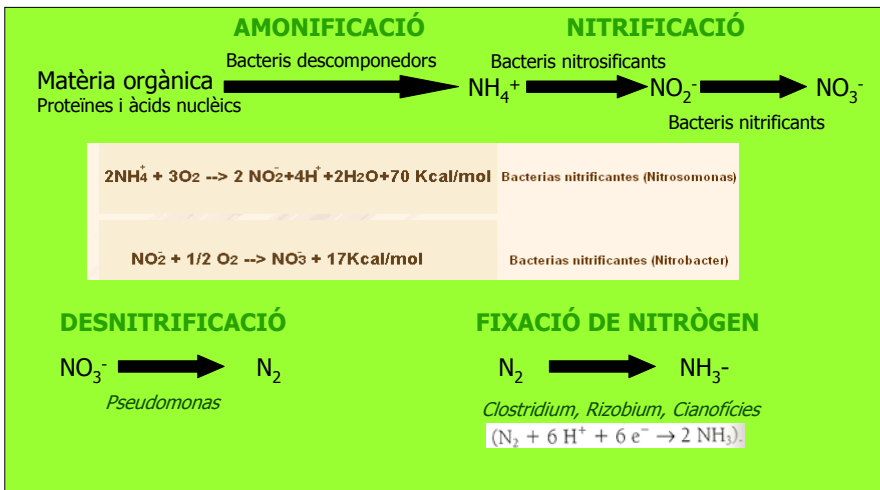 AMONIFICACIÓ
NITRIFICACIÓ
Bacteris descomponedors
Bacteris nitrosificants
Matèria orgànica
NH₄⁺
NO₂⁻
NO₃⁻
Proteïnes i àcids nuclèics
Bacteris nitrificants
2NH₄⁺ + 3O₂ --> 2 NO₂⁻+4H⁺+2H₂O+70 Kcal/mol
Bacterias nitrificantes (Nitrosomonas)
NO₂⁻ + 1/2 O₂ --> NO₃⁻ + 17Kcal/mol
Bacterias nitrificantes (Nitrobacter)
DESNITRIFICACIÓ
FIXACIÓ DE NITRÒGEN
NO₃⁻
N₂
N₂
NH₃-
Pseudomonas
Clostridium, Rizobium, Cianofícies
(N₂ + 6 H⁺ + 6 e⁻ → 2 NH₃).